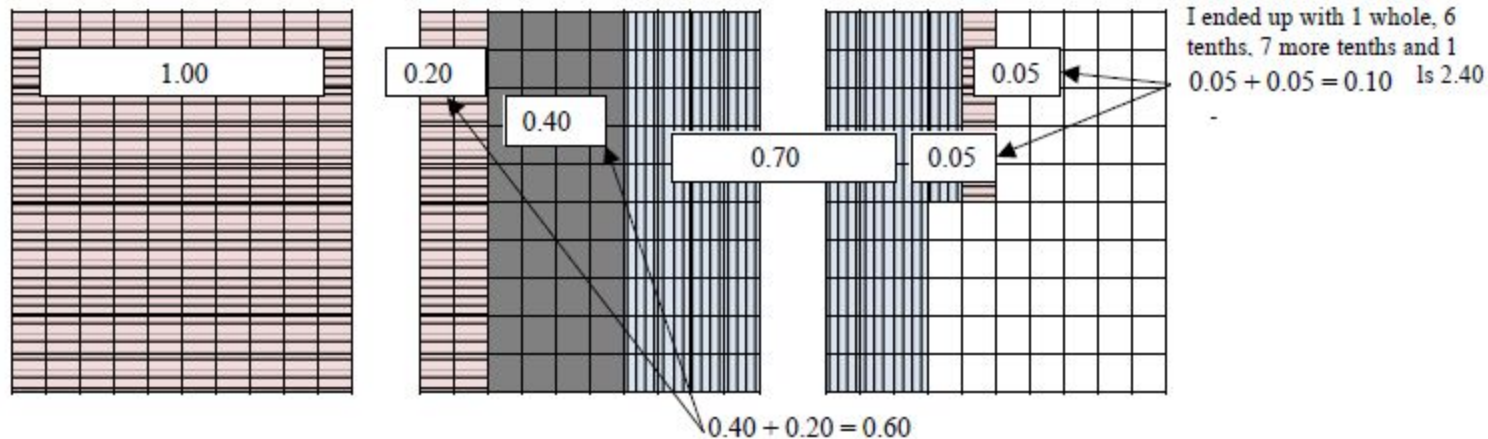 1.00
0.20
0.40
0.70
0.05
0.05
I ended up with 1 whole, 6
tenths, 7 more tenths and 1
0.05 + 0.05 = 0.10 Is 2.40
-
0.40 + 0.20 = 0.60